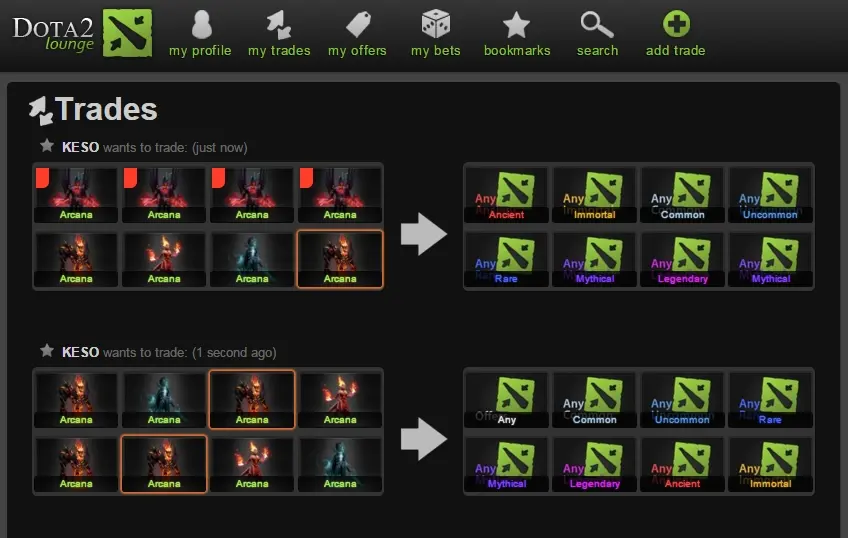 DOTA2
lounge
my profile my trades my offers my bets bookmarks search add trade
Trades
KESO wants to trade: (just now)
Arcana Arcana Arcana Arcana
Any Any Any Any
Ancient Immortal Common Uncommon
Arcana Arcana Arcana Arcana
Any Any Any Any
Rare Mythical Legendary Mythical
KESO wants to trade: (1 second ago)
Arcana Arcana Arcana Arcana
Any Any Any
Any Common Uncommon Rare
Arcana Arcana Arcana Arcana
Any Any Any Any
Mythical Legendary Ancient Immortal